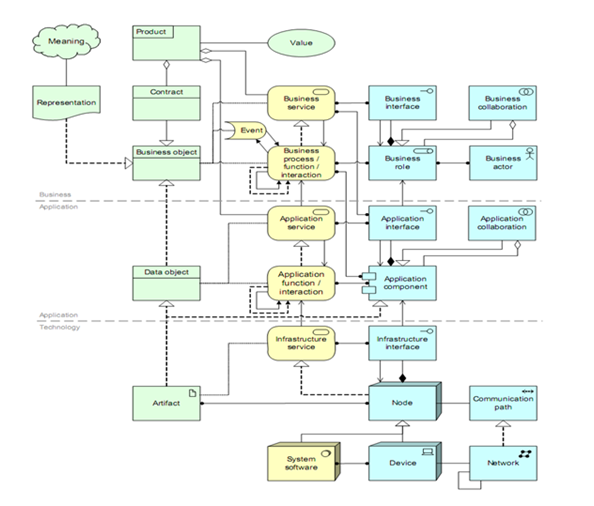 Meaning
Product
Value
Representation
Contract
Business
service
Business
interface
Business
collaboration
Event
Business object
Business
process /
function /
interaction
Business
role
Business
actor
Business
Application
Application
service
Application
interface
Application
collaboration
Data object
Application
function /
interaction
Application
component
Application
Technology
Infrastructure
service
Infrastructure
interface
Artifact
Node
Communication
path
System
software
Device
Network